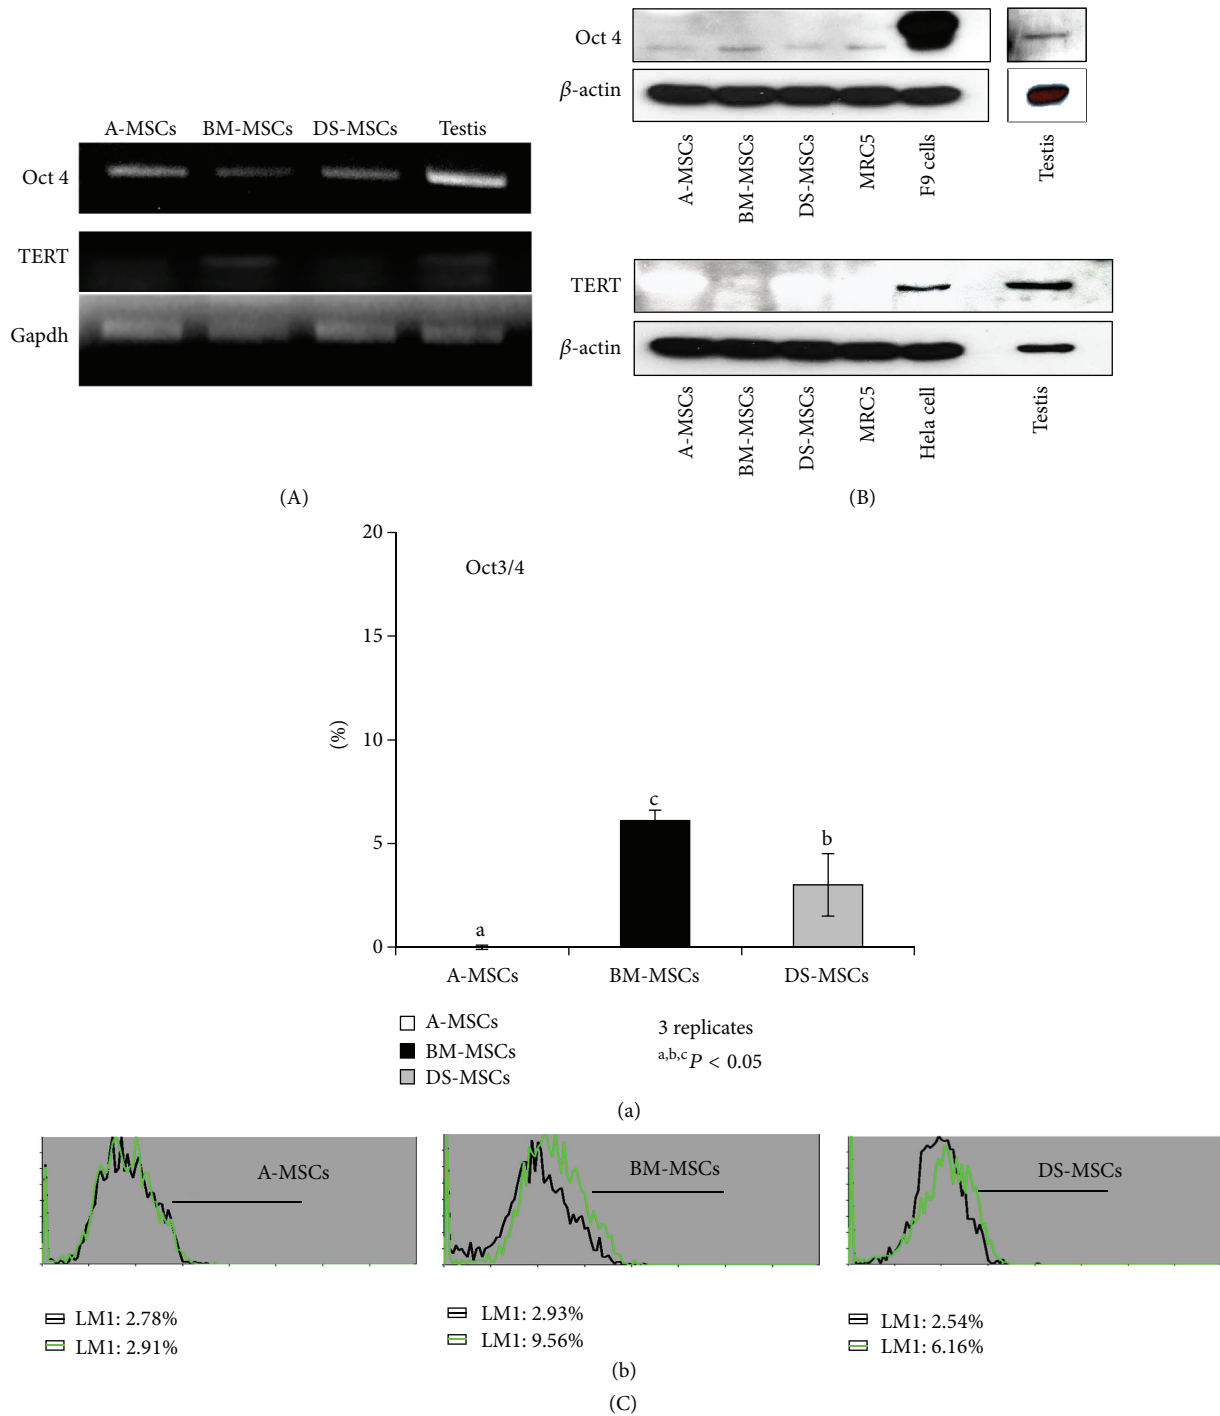 A-MSCs BM-MSCs DS-MSCs Testis
Oct 4
TERT
Gapdh
(A)
Oct 4
β-actin
A-MSCs
BM-MSCs
DS-MSCs
MRC5
F9 cells
Testis
TERT
β-actin
A-MSCs
BM-MSCs
DS-MSCs
MRC5
Hela cell
Testis
(B)
20
15
10
5
0
(%)
Oct3/4
a
c
b
A-MSCs BM-MSCs DS-MSCs
A-MSCs
BM-MSCs
DS-MSCs
3 replicates
a,b,c P < 0.05
(a)
A-MSCs
LM1: 2.78%
LM1: 2.91%
BM-MSCs
LM1: 2.93%
LM1: 9.56%
DS-MSCs
LM1: 2.54%
LM1: 6.16%
(b)
(C)